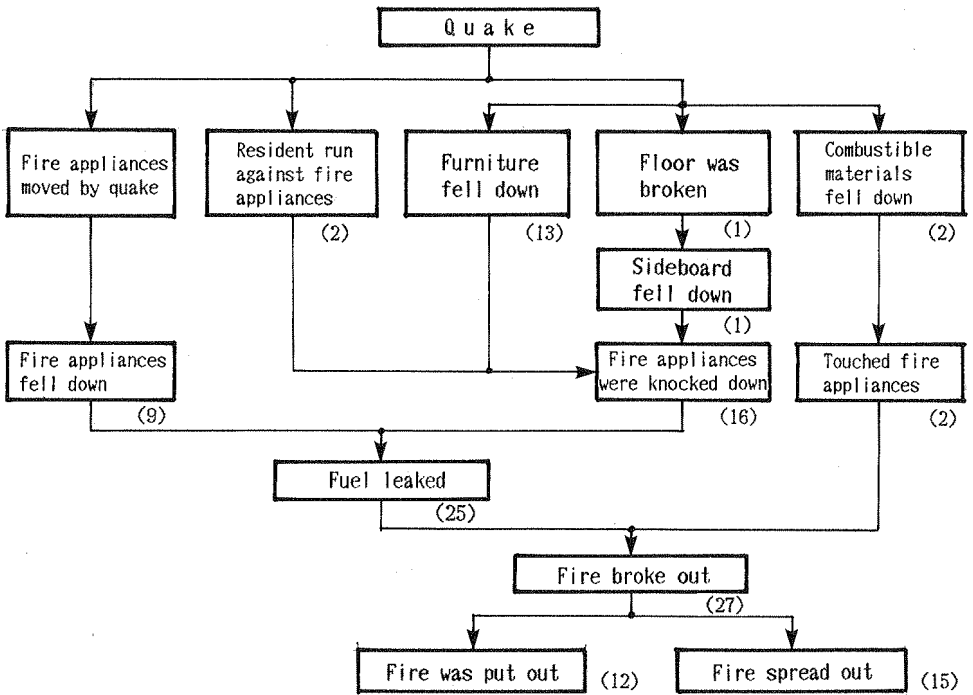 Quake
Fire appliances
moved by quake
Resident run
against fire
appliances
(2)
Furniture
fell down
(13)
Floor was
broken
(1)
Combustible
materials
fell down
(2)
Sideboard
fell down
(1)
Fire appliances
fell down
(9)
Fire appliances
were knocked down
(16)
Touched fire
appliances
(2)
Fuel leaked
(25)
Fire broke out
(27)
Fire was put out
(12)
Fire spread out
(15)